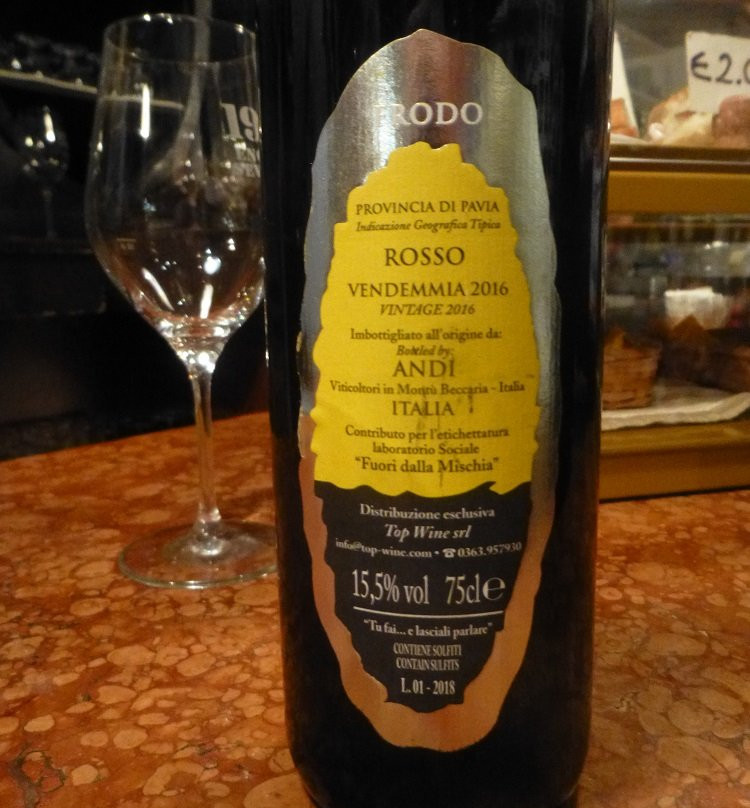 RODO
PROVINCIA DI PAVIA
Indicazione Geografica Tipica
ROSSO
VENDEMMIA 2016
VINTAGE 2016
Imbottigliato all'origine da:
Bottled by:
ANDI
Viticoltori in Montù Beccaria - Italia
ITALIA
Contributo per l'etichettatura
laboratorio Sociale
"Fuori dalla Mischia"
Distribuzione esclusiva
Top Wine srl
info@top-wine.com • ☎0363.957930
15,5% vol 75cl e
"Tu fai... e lasciali parlare"
CONTIENE SOLFITI
CONTAIN SULFITS
L. 01 - 2018
19
€2.0